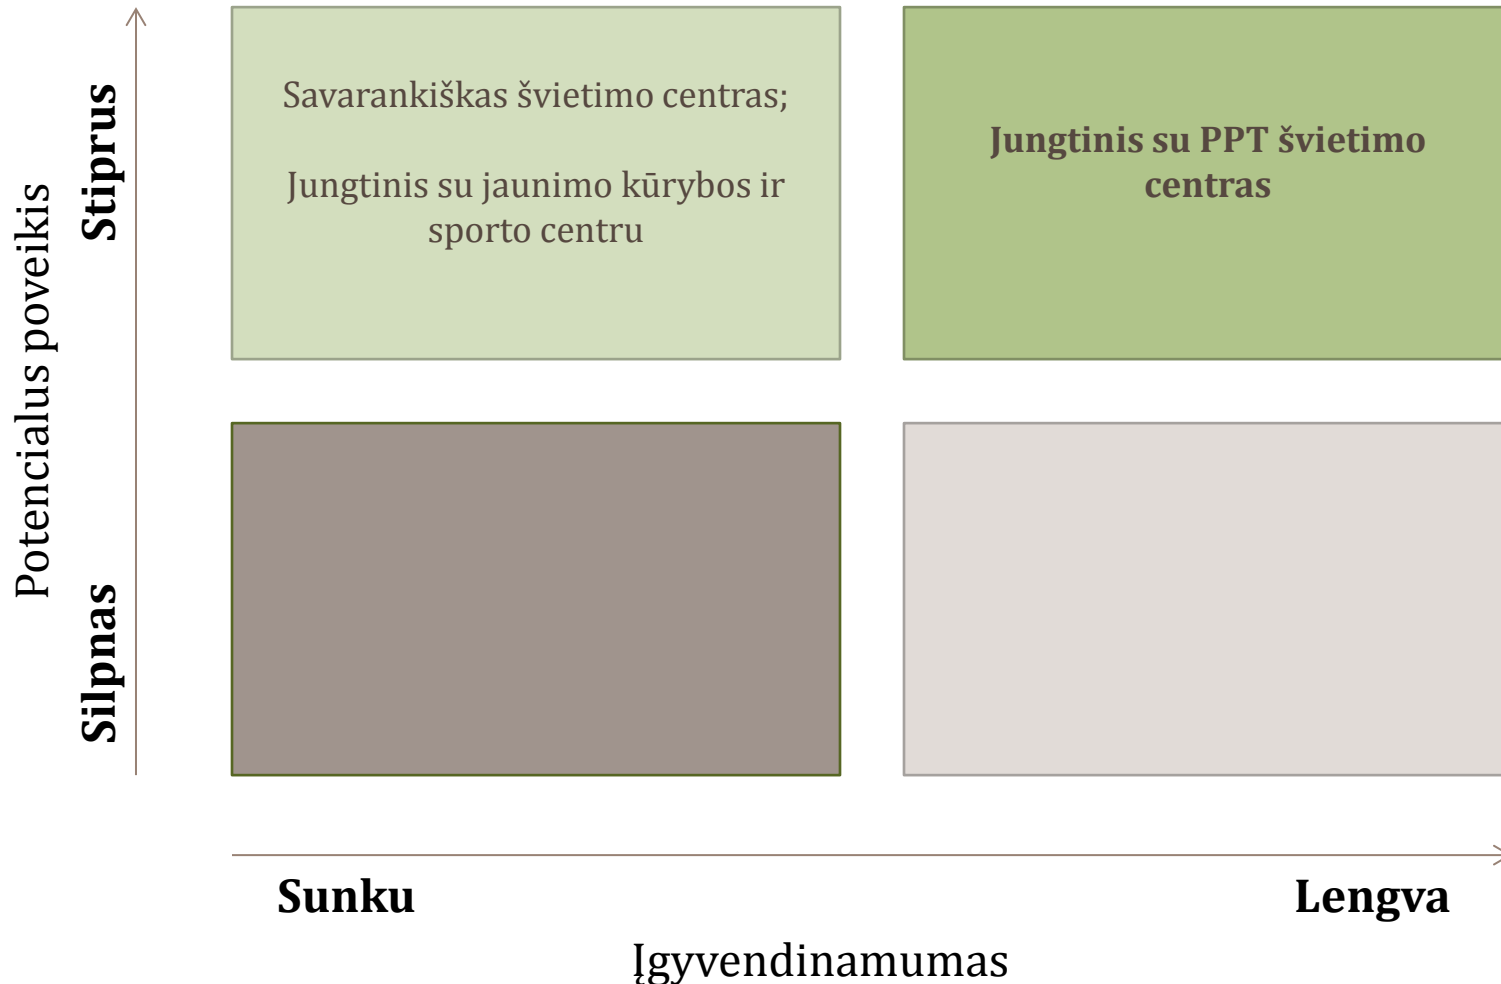 Potencialus poveikis
Stiprus
Silpnas
Savarankiškas švietimo centras;
Jungtinis su jaunimo kūrybos ir
sporto centru
Jungtinis su PPT švietimo
centras
Sunku
Lengva
Įgyvendinamumas